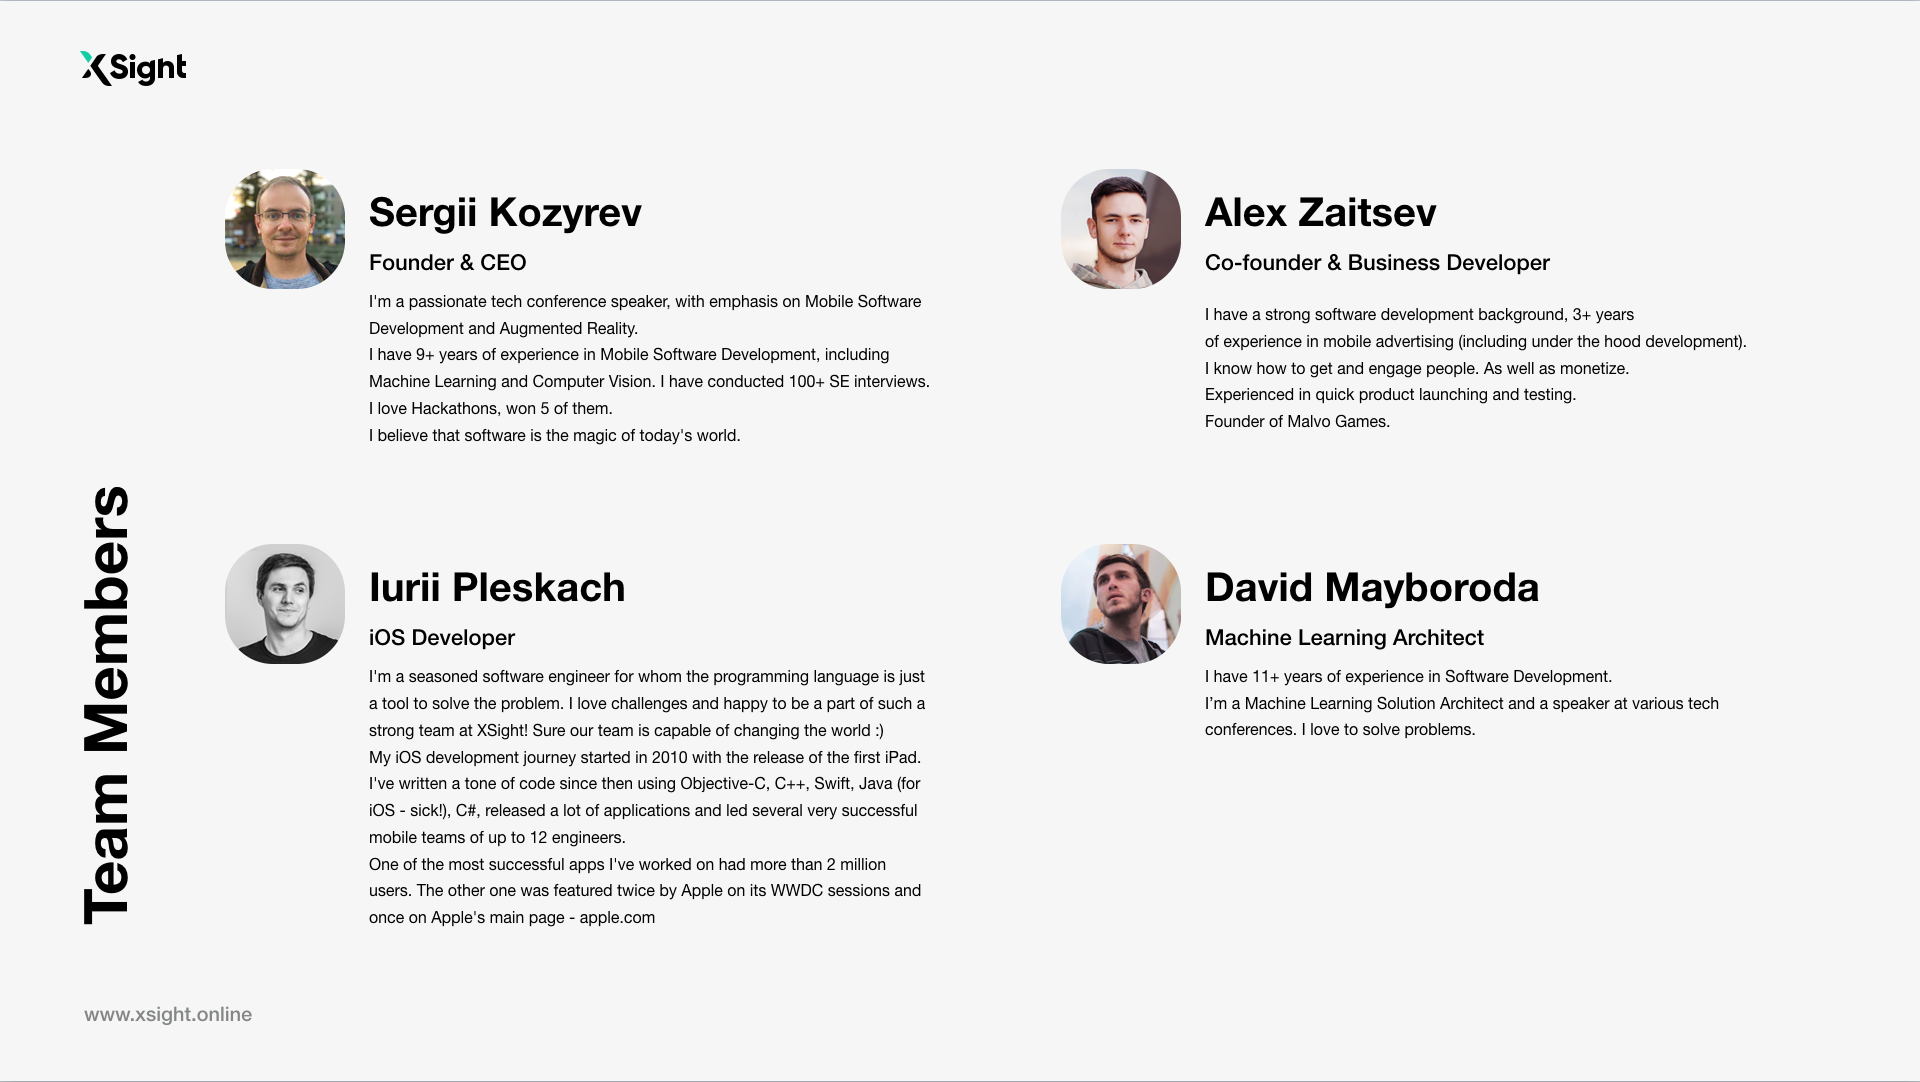 XSight
Sergii Kozyrev
Founder & CEO
I'm a passionate tech conference speaker, with emphasis on Mobile Software
Development and Augmented Reality.
I have 9+ years of experience in Mobile Software Development, including
Machine Learning and Computer Vision. I have conducted 100+ SE interviews.
I love Hackathons, won 5 of them.
I believe that software is the magic of today's world.
Alex Zaitsev
Co-founder & Business Developer
I have a strong software development background, 3+ years
of experience in mobile advertising (including under the hood development).
I know how to get and engage people. As well as monetize.
Experienced in quick product launching and testing.
Founder of Malvo Games.
Team Members
Iurii Pleskach
iOS Developer
I'm a seasoned software engineer for whom the programming language is just
a tool to solve the problem. I love challenges and happy to be a part of such a
strong team at XSight! Sure our team is capable of changing the world :)
My iOS development journey started in 2010 with the release of the first iPad.
I've written a tone of code since then using Objective-C, C++, Swift, Java (for
iOS - sick!), C#, released a lot of applications and led several very successful
mobile teams of up to 12 engineers.
One of the most successful apps I've worked on had more than 2 million
users. The other one was featured twice by Apple on its WWDC sessions and
once on Apple's main page - apple.com
David Mayboroda
Machine Learning Architect
I have 11+ years of experience in Software Development.
I’m a Machine Learning Solution Architect and a speaker at various tech
conferences. I love to solve problems.
www.xsight.online